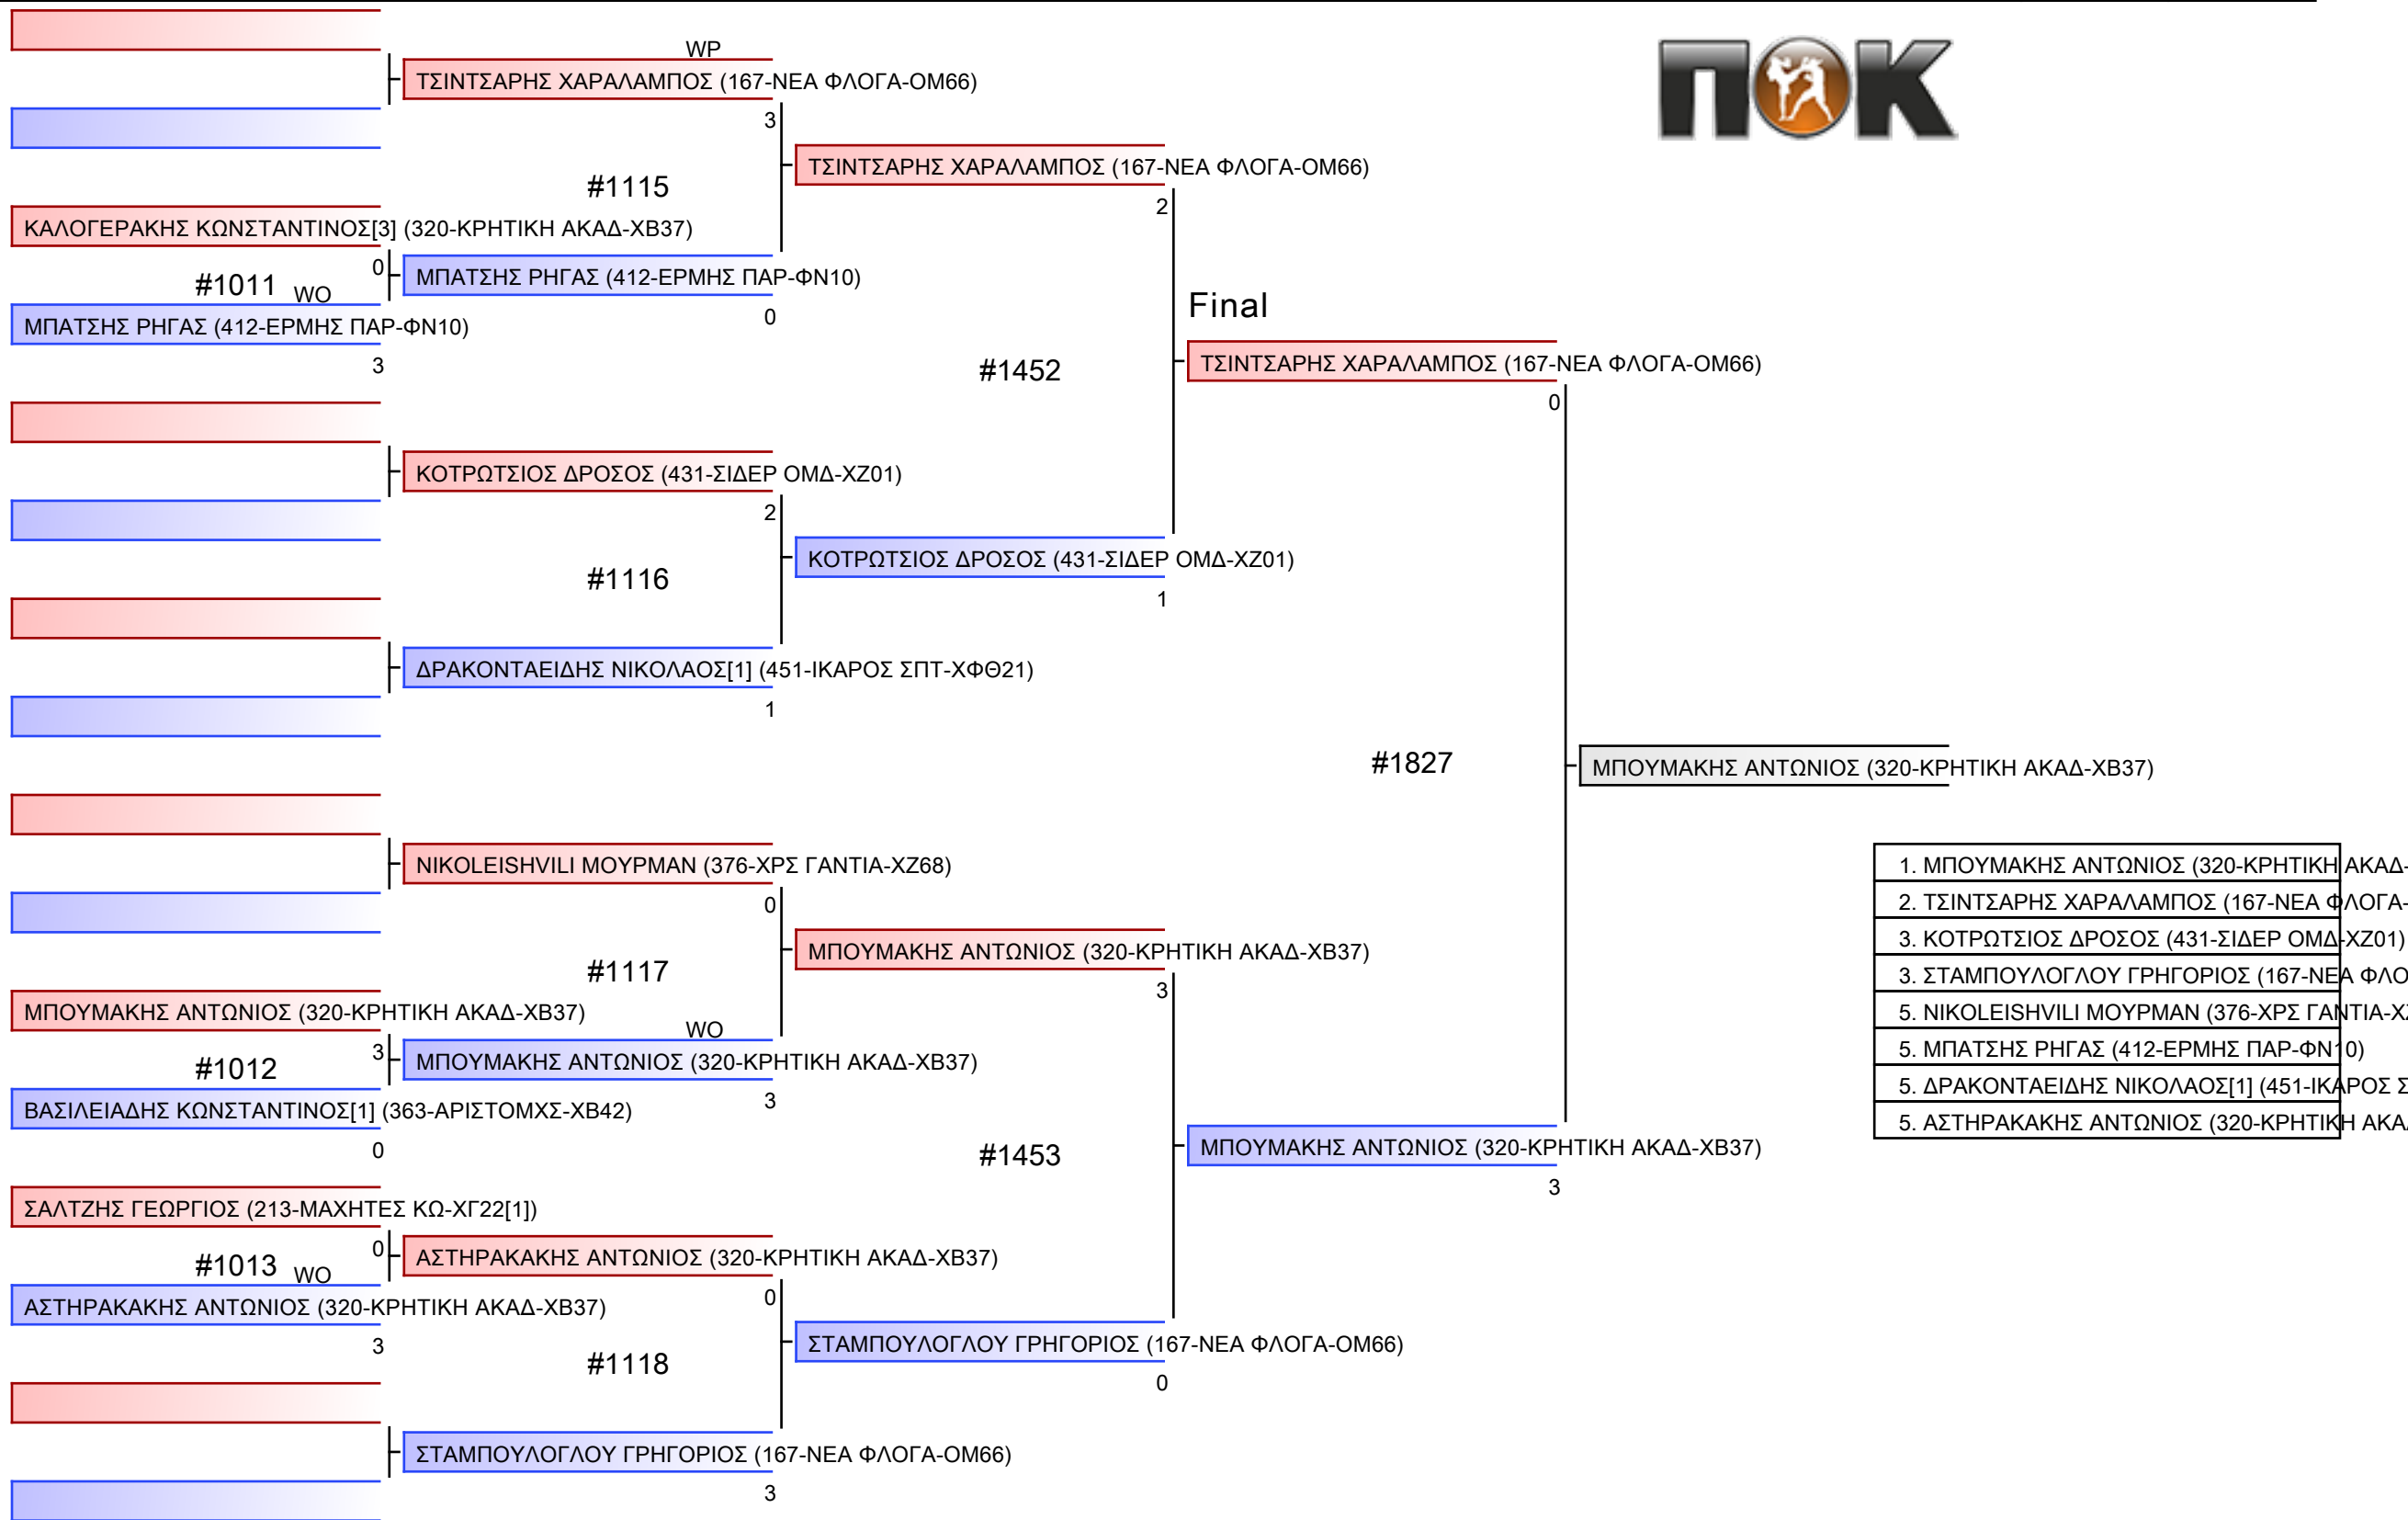 ΠΟΚ
WP
ΤΣΙΝΤΣΑΡΗΣ ΧΑΡΑΛΑΜΠΟΣ (167-ΝΕΑ ΦΛΟΓΑ-ΟΜ66)
3
ΤΣΙΝΤΣΑΡΗΣ ΧΑΡΑΛΑΜΠΟΣ (167-ΝΕΑ ΦΛΟΓΑ-ΟΜ66)
#1115
2
ΚΑΛΟΓΕΡΑΚΗΣ ΚΩΝΣΤΑΝΤΙΝΟΣ[3] (320-ΚΡΗΤΙΚΗ ΑΚΑΔ-ΧΒ37)
0
ΜΠΑΤΣΗΣ ΡΗΓΑΣ (412-ΕΡΜΗΣ ΠΑΡ-ΦΝ10)
#1011 WO
0
Final
ΜΠΑΤΣΗΣ ΡΗΓΑΣ (412-ΕΡΜΗΣ ΠΑΡ-ΦΝ10)
3
#1452
ΤΣΙΝΤΣΑΡΗΣ ΧΑΡΑΛΑΜΠΟΣ (167-ΝΕΑ ΦΛΟΓΑ-ΟΜ66)
0
ΚΟΤΡΩΤΣΙΟΣ ΔΡΟΣΟΣ (431-ΣΙΔΕΡ ΟΜΔ-ΧΖ01)
2
ΚΟΤΡΩΤΣΙΟΣ ΔΡΟΣΟΣ (431-ΣΙΔΕΡ ΟΜΔ-ΧΖ01)
#1116
1
ΔΡΑΚΟΝΤΑΕΙΔΗΣ ΝΙΚΟΛΑΟΣ[1] (451-ΙΚΑΡΟΣ ΣΠΤ-ΧΦΘ21)
1
#1827
ΜΠΟΥΜΑΚΗΣ ΑΝΤΩΝΙΟΣ (320-ΚΡΗΤΙΚΗ ΑΚΑΔ-ΧΒ37)
NIKOLEISHVILI ΜΟΥΡΜΑΝ (376-ΧΡΣ ΓΑΝΤΙΑ-ΧΖ68)
0
ΜΠΟΥΜΑΚΗΣ ΑΝΤΩΝΙΟΣ (320-ΚΡΗΤΙΚΗ ΑΚΑΔ-ΧΒ37)
#1117
3
ΜΠΟΥΜΑΚΗΣ ΑΝΤΩΝΙΟΣ (320-ΚΡΗΤΙΚΗ ΑΚΑΔ-ΧΒ37)
WO
3
ΜΠΟΥΜΑΚΗΣ ΑΝΤΩΝΙΟΣ (320-ΚΡΗΤΙΚΗ ΑΚΑΔ-ΧΒ37)
#1012
3
ΒΑΣΙΛΕΙΑΔΗΣ ΚΩΝΣΤΑΝΤΙΝΟΣ[1] (363-ΑΡΙΣΤΟΜΧΣ-ΧΒ42)
0
#1453
ΜΠΟΥΜΑΚΗΣ ΑΝΤΩΝΙΟΣ (320-ΚΡΗΤΙΚΗ ΑΚΑΔ-ΧΒ37)
3
ΣΑΛΤΖΗΣ ΓΕΩΡΓΙΟΣ (213-ΜΑΧΗΤΕΣ ΚΩ-ΧΓ22[1])
0
ΑΣΤΗΡΑΚΑΚΗΣ ΑΝΤΩΝΙΟΣ (320-ΚΡΗΤΙΚΗ ΑΚΑΔ-ΧΒ37)
#1013 WO
0
ΑΣΤΗΡΑΚΑΚΗΣ ΑΝΤΩΝΙΟΣ (320-ΚΡΗΤΙΚΗ ΑΚΑΔ-ΧΒ37)
3
ΣΤΑΜΠΟΥΛΟΓΛΟΥ ΓΡΗΓΟΡΙΟΣ (167-ΝΕΑ ΦΛΟΓΑ-ΟΜ66)
#1118
0
ΣΤΑΜΠΟΥΛΟΓΛΟΥ ΓΡΗΓΟΡΙΟΣ (167-ΝΕΑ ΦΛΟΓΑ-ΟΜ66)
3
1. ΜΠΟΥΜΑΚΗΣ ΑΝΤΩΝΙΟΣ (320-ΚΡΗΤΙΚΗ ΑΚΑΔ-
2. ΤΣΙΝΤΣΑΡΗΣ ΧΑΡΑΛΑΜΠΟΣ (167-ΝΕΑ ΦΛΟΓΑ-
3. ΚΟΤΡΩΤΣΙΟΣ ΔΡΟΣΟΣ (431-ΣΙΔΕΡ ΟΜΔ-ΧΖ01)
3. ΣΤΑΜΠΟΥΛΟΓΛΟΥ ΓΡΗΓΟΡΙΟΣ (167-ΝΕΑ ΦΛΟ
5. NIKOLEISHVILI ΜΟΥΡΜΑΝ (376-ΧΡΣ ΓΑΝΤΙΑ-ΧΖ
5. ΜΠΑΤΣΗΣ ΡΗΓΑΣ (412-ΕΡΜΗΣ ΠΑΡ-ΦΝ10)
5. ΔΡΑΚΟΝΤΑΕΙΔΗΣ ΝΙΚΟΛΑΟΣ[1] (451-ΙΚΑΡΟΣ Σ
5. ΑΣΤΗΡΑΚΑΚΗΣ ΑΝΤΩΝΙΟΣ (320-ΚΡΗΤΙΚΗ ΑΚΑ